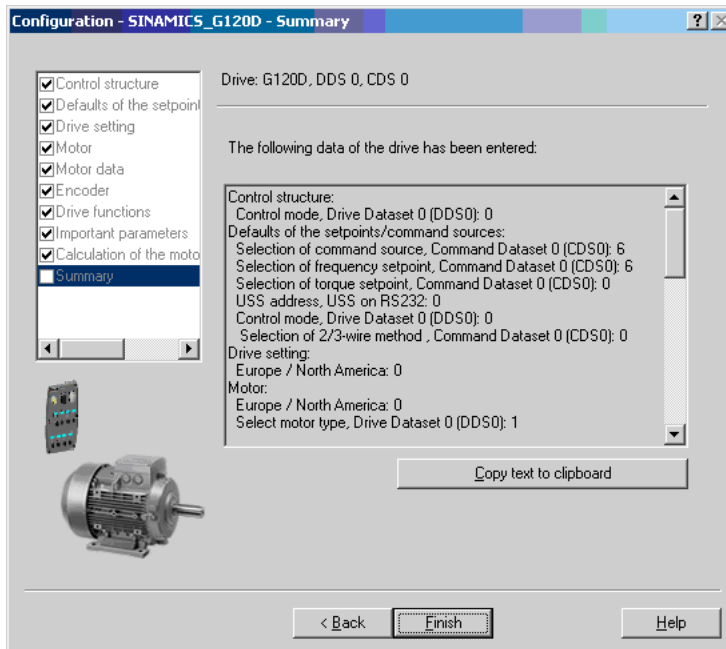 Configuration - SINAMICS_G120D - Summary
Control structure
Defaults of the setpoint
Drive setting
Motor
Motor data
Encoder
Drive functions
Important parameters
Calculation of the moto
Summary
Drive: G120D, DDS 0, CDS 0
The following data of the drive has been entered:
Control structure:
Control mode, Drive Dataset 0 (DDS0): 0
Defaults of the setpoints/command sources:
Selection of command source, Command Dataset 0 (CDS0): 6
Selection of frequency setpoint, Command Dataset 0 (CDS0): 6
Selection of torque setpoint, Command Dataset 0 (CDS0): 0
USS address, USS on RS232: 0
Control mode, Drive Dataset 0 (DDS0): 0
Selection of 2/3-wire method , Command Dataset 0 (CDS0): 0
Drive setting:
Europe / North America: 0
Motor:
Europe / North America: 0
Select motor type, Drive Dataset 0 (DDS0): 1
Copy text to clipboard
< Back
Finish
Help